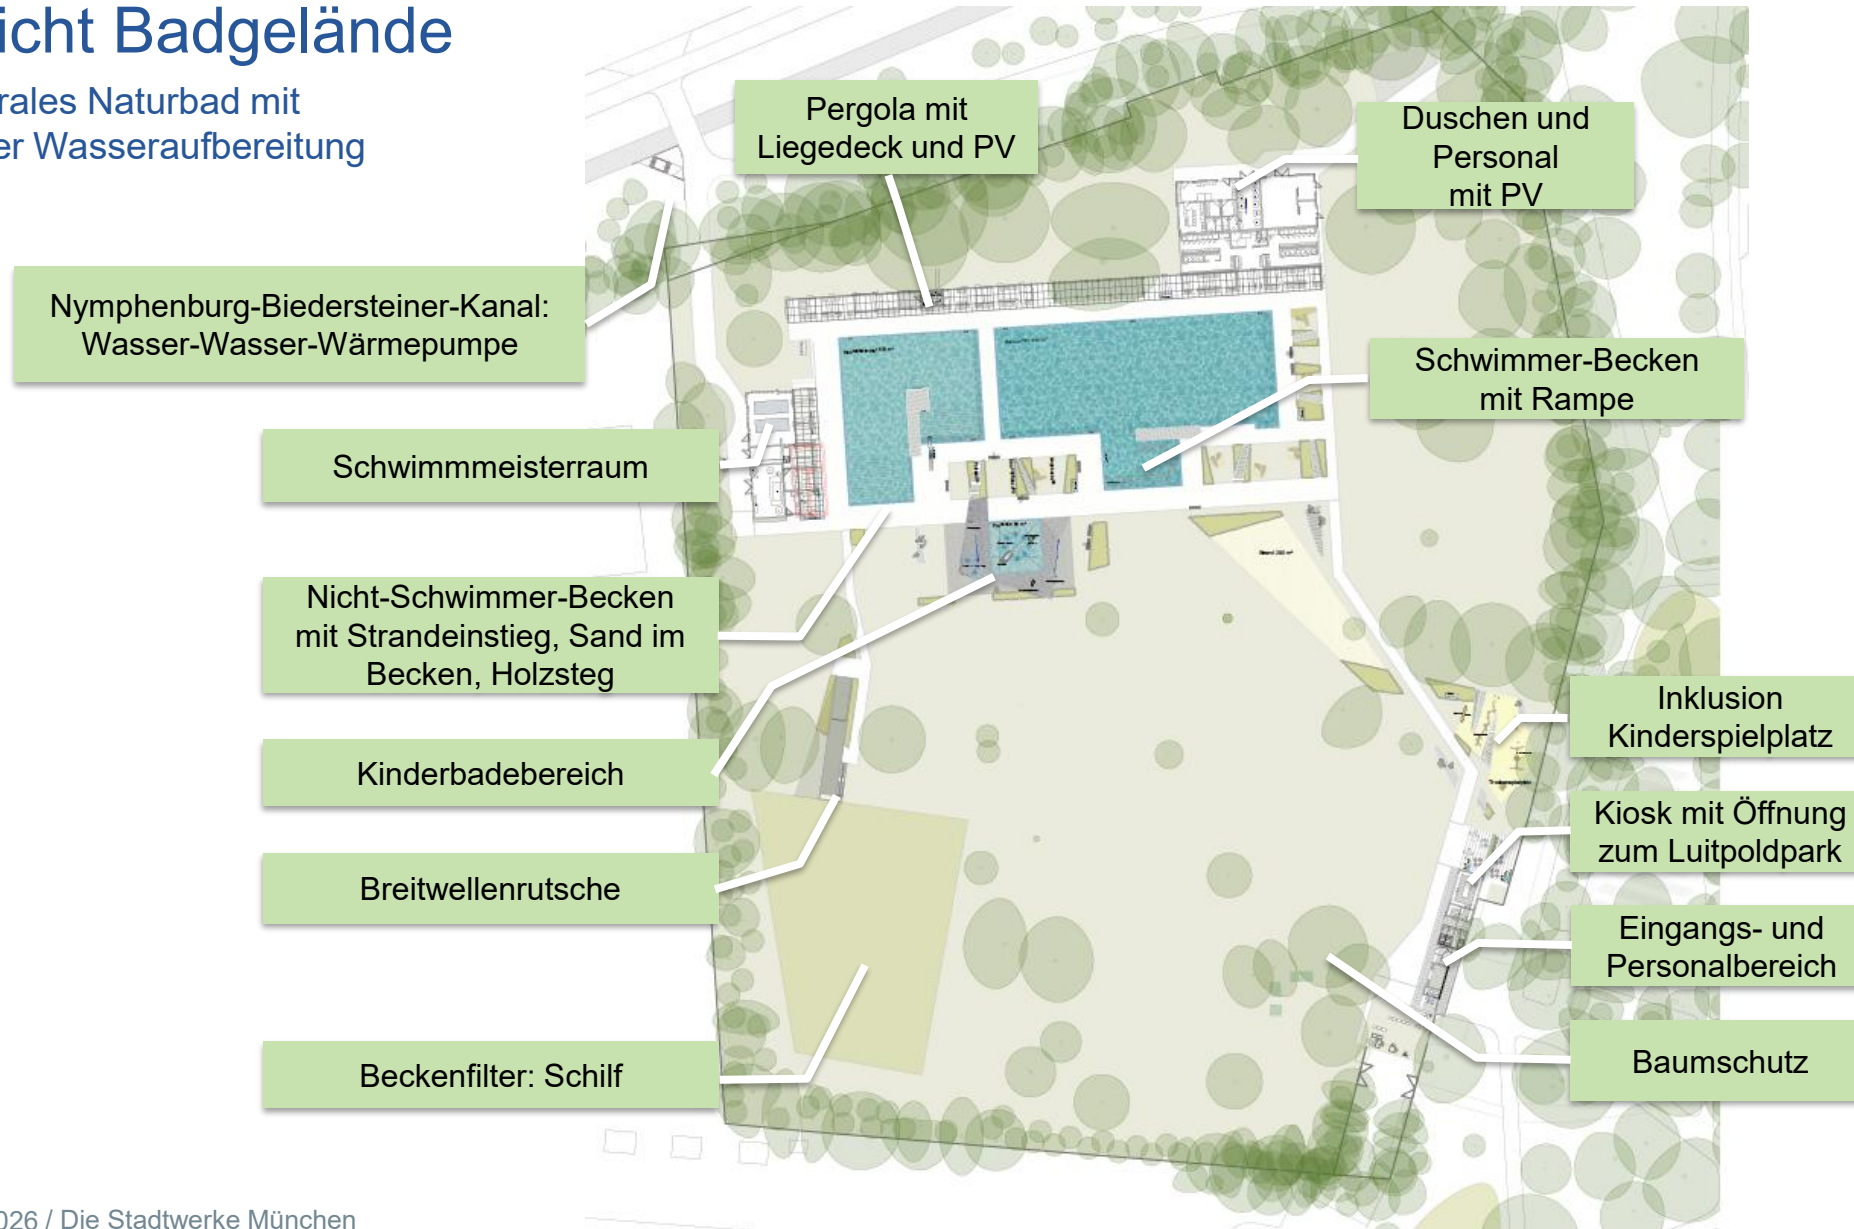 icht Badgelände
rales Naturbad mit
er Wasseraufbereitung
Pergola mit
Liegedeck und PV
Duschen und
Personal
mit PV
Nymphenburg-Biedersteiner-Kanal:
Wasser-Wasser-Wärmepumpe
Schwimmer-Becken
mit Rampe
Schwimmmeisterraum
Nicht-Schwimmer-Becken
mit Strandeinstieg, Sand im
Becken, Holzsteg
Inklusion
Kinderspielplatz
Kinderbadebereich
Kiosk mit Öffnung
zum Luitpoldpark
Breitwellenrutsche
Eingangs- und
Personalbereich
Beckenfilter: Schilf
Baumschutz
026 / Die Stadtwerke München